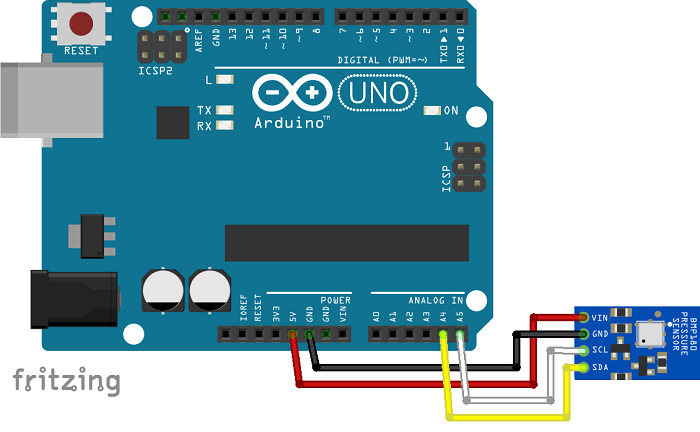 RESET
ICSP2
AREF
GND
13
12
~11
~10
~9
8
7
~6
~5
4
~3
2
TXD▶1
RXD◀0
DIGITAL (PWM=~)
L
TX
RX
Arduino™
UNO
ON
1
ICSP
POWER
ANALOG IN
IOREF
RESET
3V3
5V
GND
GND
VIN
A0
A1
A2
A3
A4
A5
VIN
GND
SCL
SDA
BMP180
PRESSURE
SENSOR
fritzing